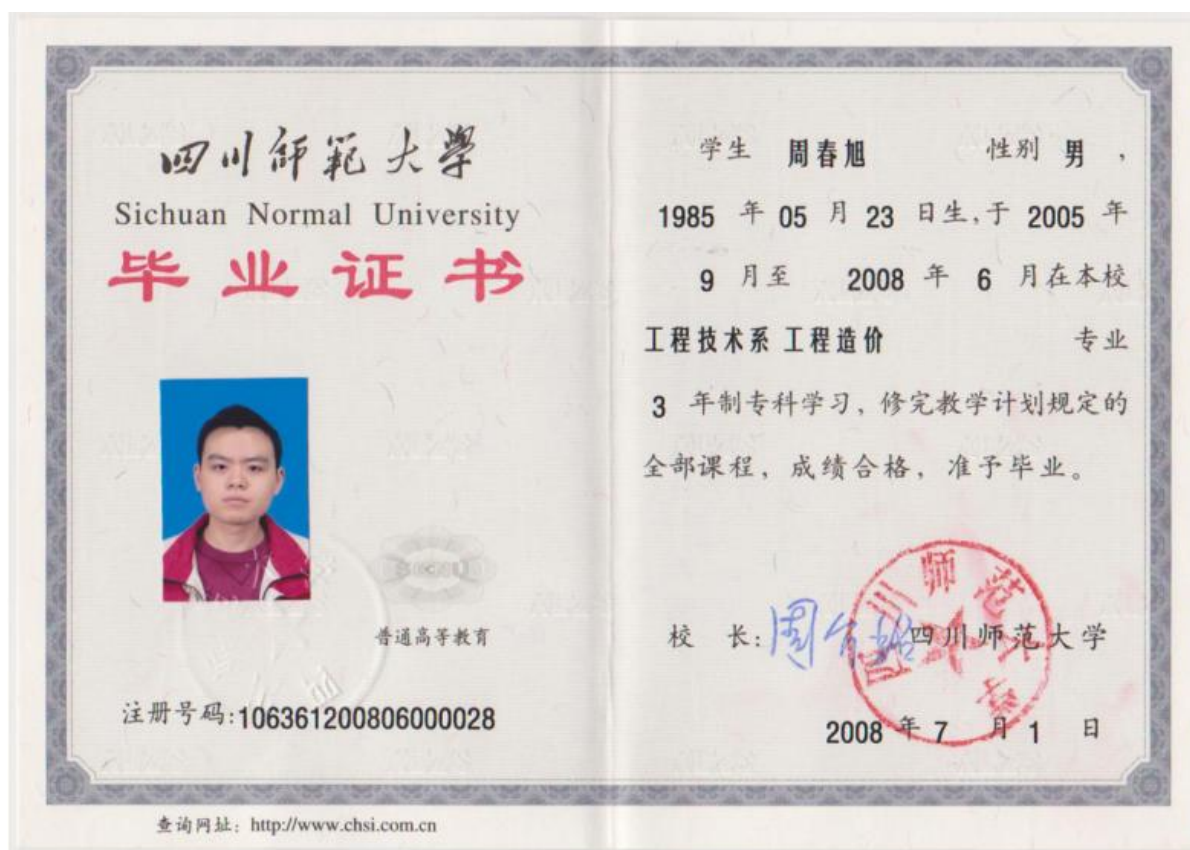 四川師範大學
Sichuan Normal University
毕业证书
普通高等教育
注册号码:106361200806000028
查询网址：http://www.chsi.com.cn
学生 周春旭 性别 男，
1985 年 05 月 23 日生,于 2005 年
9 月至 2008 年 6 月在本校
工程技术系 工程造价 专业
3 年制专科学习，修完教学计划规定的
全部课程，成绩合格，准予毕业。
校 长: 四川师范大学
四川师范大学
2008 年 7 月 1 日